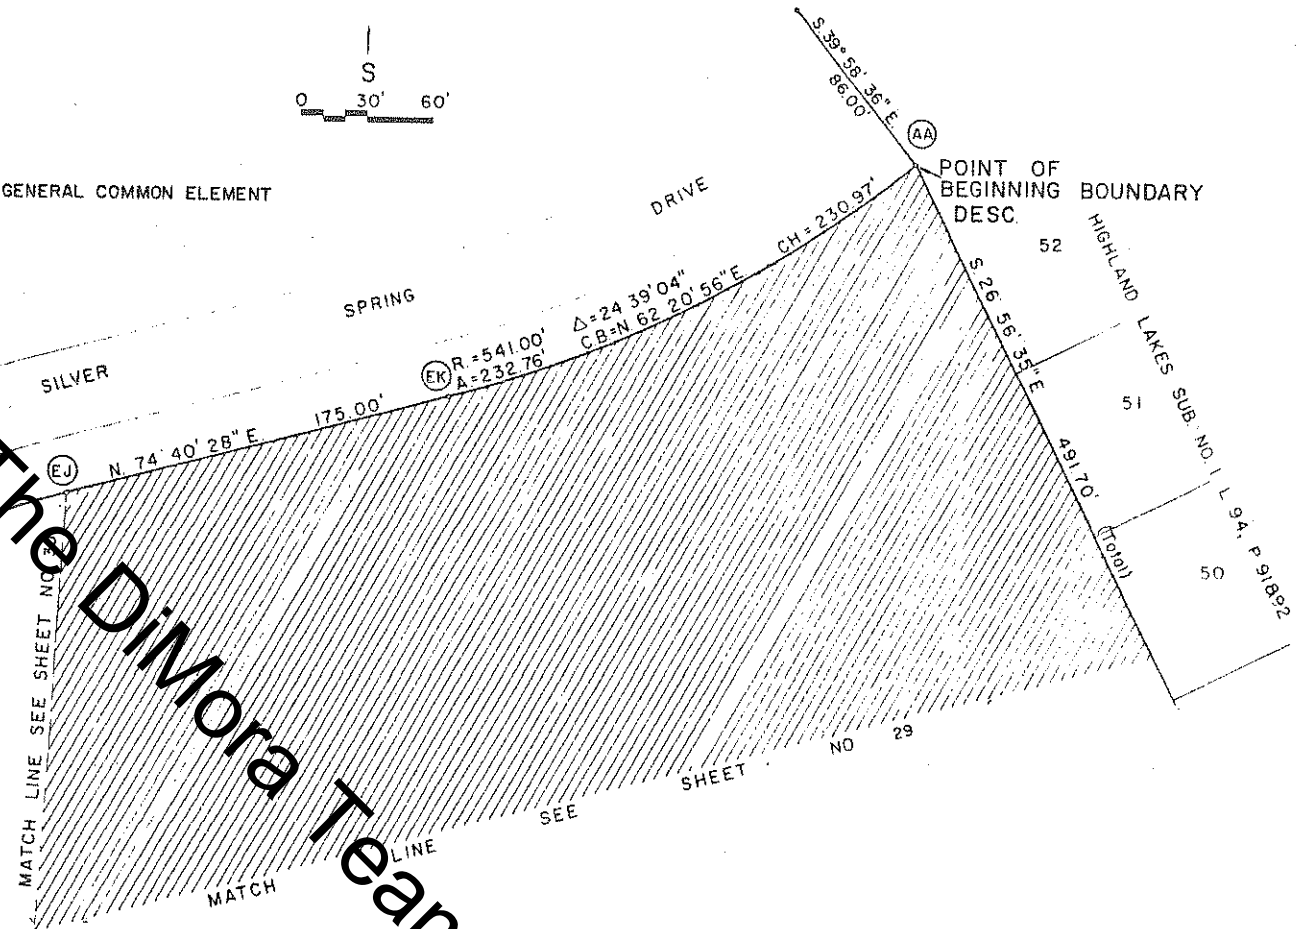 S
0 30' 60'
GENERAL COMMON ELEMENT
S. 39° 58' 36" E.
86.00'
AA
POINT OF
BEGINNING BOUNDARY
DESC.
DRIVE
SPRING
SILVER
CH = 230.97'
Δ=24 39' 04"
C.B=N. 62 20' 56" E
R.=541.00'
A=232.76'
EK
175.00'
N. 74° 40' 28" E
EJ
S. 26 56' 35" E
491.70'
(Total)
52
51
50
HIGHLAND LAKES SUB. NO. 1 L 94, P 91892
MATCH LINE SEE SHEET NO.
MATCH LINE SEE SHEET NO 29
The DiMora Tear